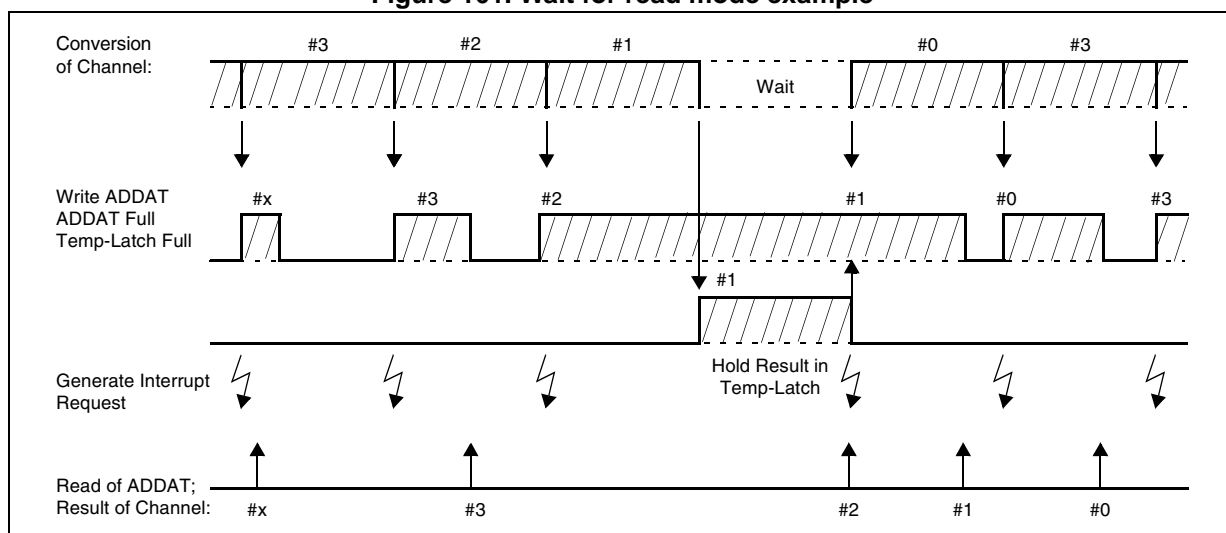 Figure 101. Wait for read mode example
Conversion
of Channel:
#3 #2 #1 #0 #3
Wait
Write ADDAT
ADDAT Full
Temp-Latch Full
#x #3 #2 #1 #0 #3
#1
Generate Interrupt
Request
Hold Result in
Temp-Latch
Read of ADDAT;
Result of Channel:
#x #3 #2 #1 #0